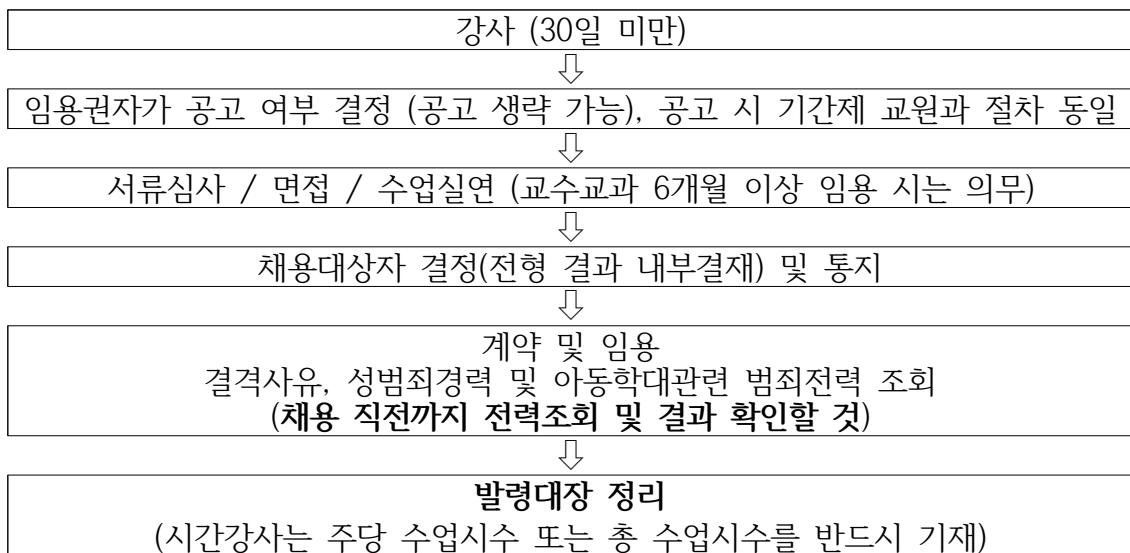 강사 (30일 미만)
임용권자가 공고 여부 결정 (공고 생략 가능), 공고 시 기간제 교원과 절차 동일
서류심사 / 면접 / 수업실연 (교수교과 6개월 이상 임용 시는 의무)
채용대상자 결정(전형 결과 내부결재) 및 통지
계약 및 임용
결격사유, 성범죄경력 및 아동학대관련 범죄전력 조회
(채용 직전까지 전력조회 및 결과 확인할 것)
발령대장 정리
(시간강사는 주당 수업시수 또는 총 수업시수를 반드시 기재)